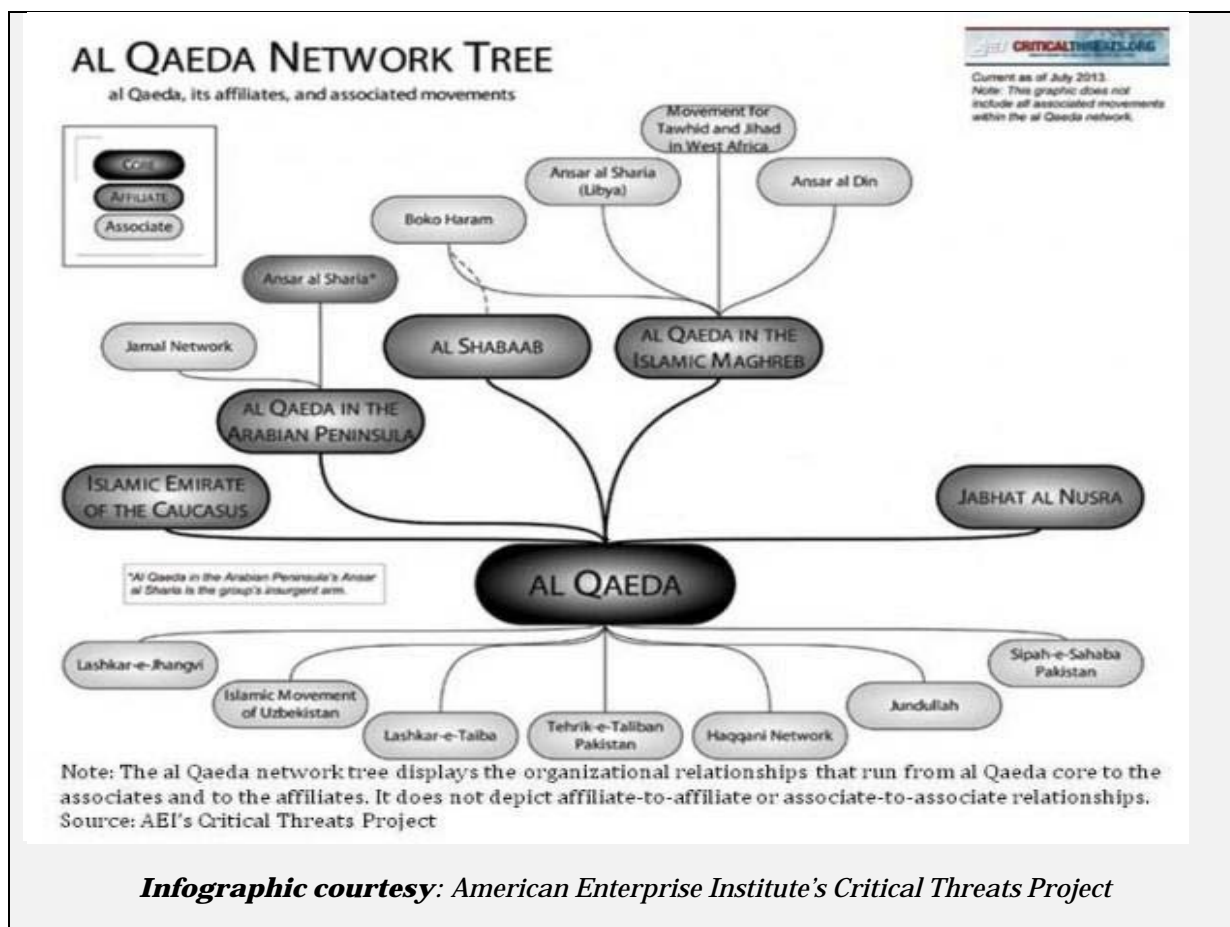 AL QAEDA NETWORK TREE
al Qaeda, its affiliates, and associated movements
CRITICALTHREATS.ORG
Current as of July 2013.
Note: This graphic does not
include all associated movements
within the al Qaeda network.
CORE
AFFILIATE
Associate
Movement for
Tawhid and Jihad
in West Africa
Ansar al Sharia
(Libya)
Ansar al Din
Boko Haram
Ansar al Sharia*
Jamal Network
AL SHABAAB
AL QAEDA IN THE
ISLAMIC MAGHREB
AL QAEDA IN THE
ARABIAN PENINSULA
ISLAMIC EMIRATE
OF THE CAUCASUS
JABHAT AL NUSRA
AL QAEDA
*Al Qaeda in the Arabian Peninsula's Ansar
al Sharia is the group's insurgent arm.
Lashkar-e-Jhangvi
Islamic Movement
of Uzbekistan
Lashkar-e-Taiba
Tehrik-e-Taliban
Pakistan
Haqqani Network
Jundullah
Sipah-e-Sahaba
Pakistan
Note: The al Qaeda network tree displays the organizational relationships that run from al Qaeda core to the
associates and to the affiliates. It does not depict affiliate-to-affiliate or associate-to-associate relationships.
Source: AEI's Critical Threats Project
Infographic courtesy: American Enterprise Institute's Critical Threats Project